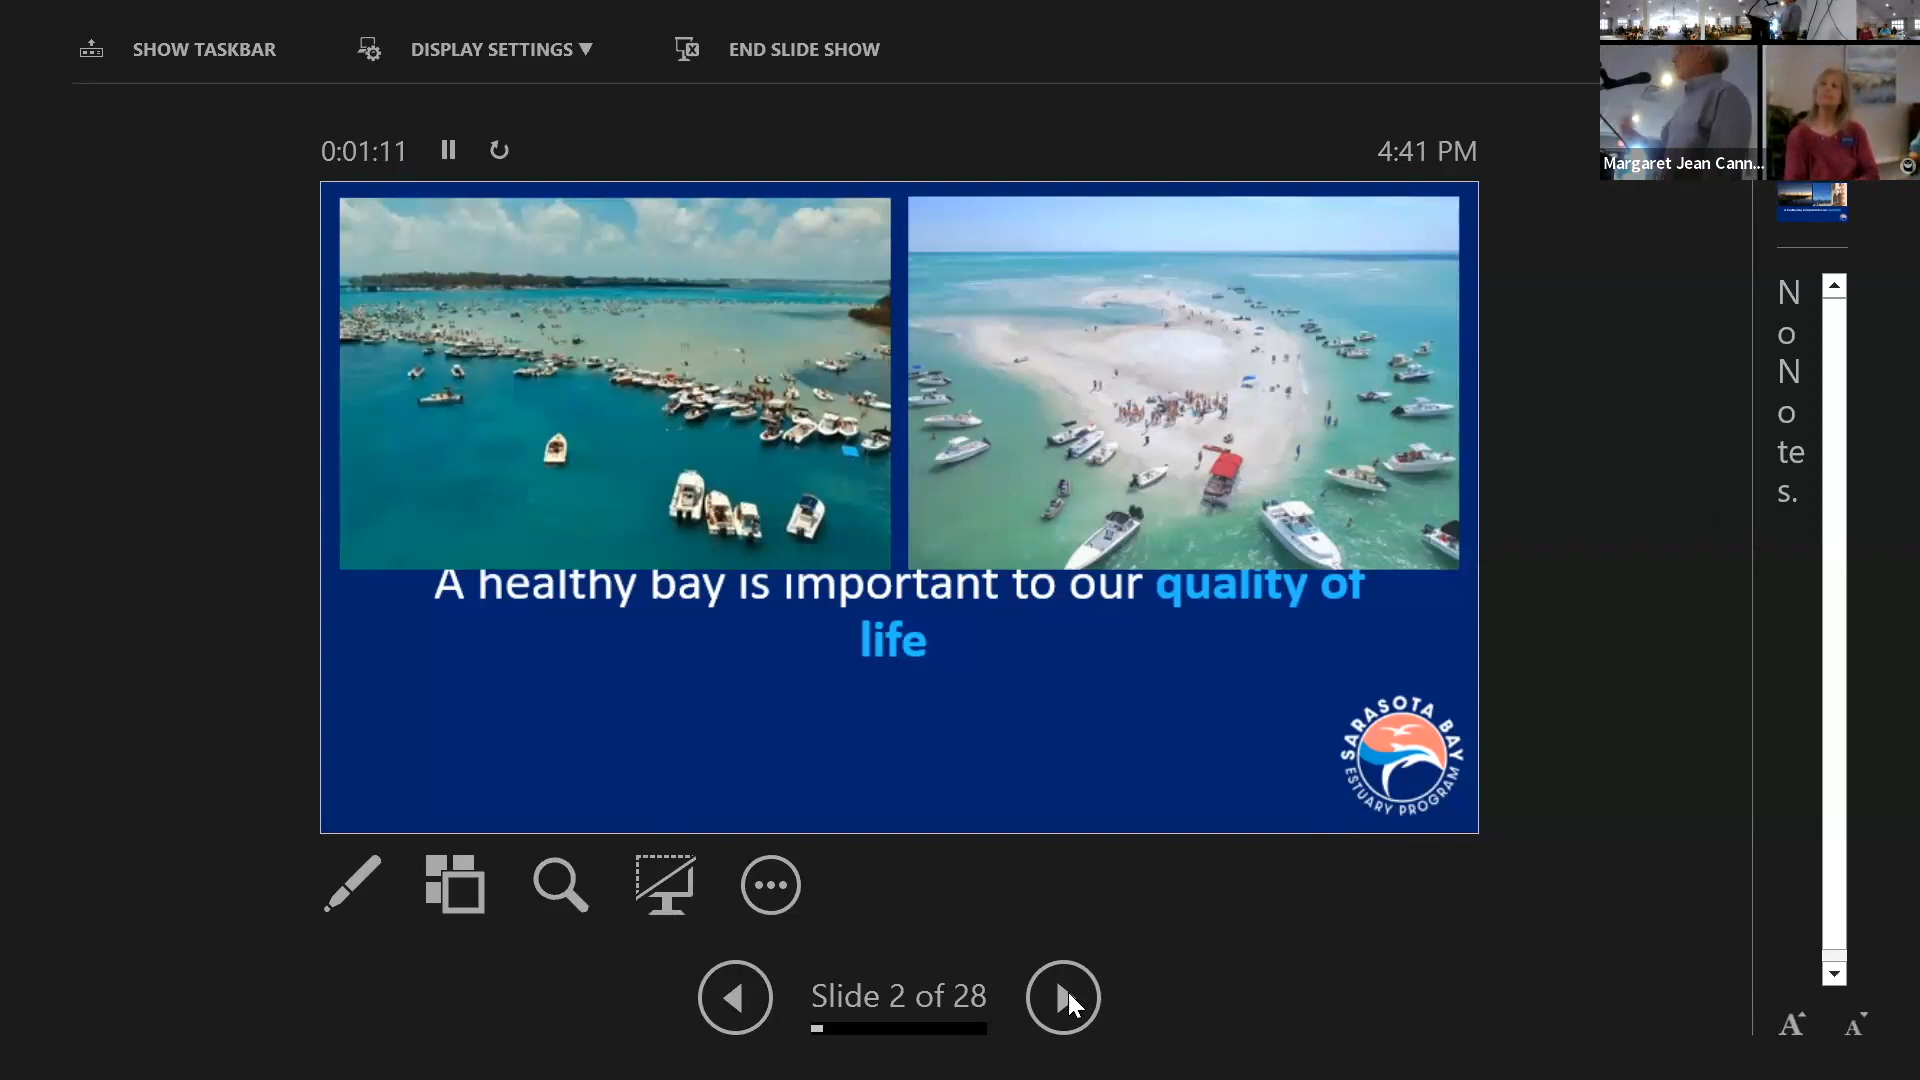 SHOW TASKBAR
DISPLAY SETTINGS ▼
END SLIDE SHOW
Margaret Jean Cann...
0:01:11
4:41 PM
A healthy bay is important to our quality of
life
SARASOTA BAY
ESTUARY PROGRAM
N
o
N
o
te
s.
Slide 2 of 28
A
A